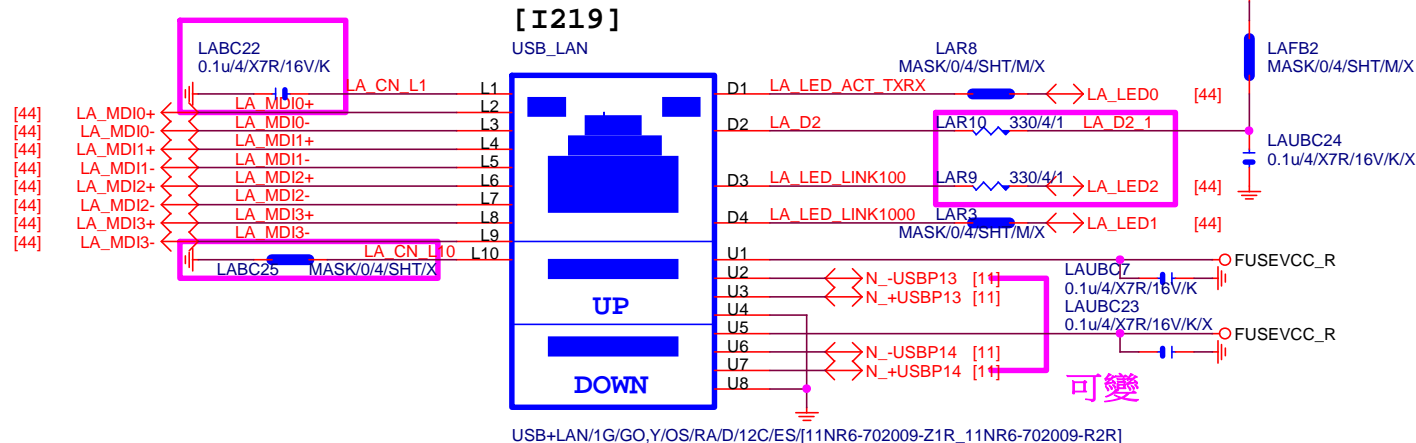 [I219]
USB_LAN
LABC22
0.1u/4/X7R/16V/K
LA_CN_L1 L1
[44] LA_MDI0+ LA_MDI0+ L2
[44] LA_MDI0- LA_MDI0- L3
[44] LA_MDI1+ LA_MDI1+ L4
[44] LA_MDI1- LA_MDI1- L5
[44] LA_MDI2+ LA_MDI2+ L6
[44] LA_MDI2- LA_MDI2- L7
[44] LA_MDI3+ LA_MDI3+ L8
[44] LA_MDI3- LA_MDI3- L9
LA_CN_L10 L10
LABC25 MASK/0/4/SHT/X
UP
DOWN
LAR8
MASK/0/4/SHT/M/X
D1 LA_LED_ACT_TXRX LA_LED0 [44]
D2 LA_D2 LAR10 330/4/1 LA_D2_1
D3 LA_LED_LINK100 LAR9 330/4/1 LA_LED2 [44]
D4 LA_LED_LINK1000 LAR3 LA_LED1 [44]
MASK/0/4/SHT/M/X
LAFB2
MASK/0/4/SHT/M/X
LAUBC24
0.1u/4/X7R/16V/K/X
U1 FUSEVCC_R
U2 N_-USBP13 [11]
U3 N_+USBP13 [11]
U4
U5 FUSEVCC_R
U6 N_-USBP14 [11]
U7 N_+USBP14 [11]
U8
LAUBC7
0.1u/4/X7R/16V/K
LAUBC23
0.1u/4/X7R/16V/K/X
可變
USB+LAN/1G/GO,Y/OS/RA/D/12C/ES/[11NR6-702009-Z1R_11NR6-702009-R2R]